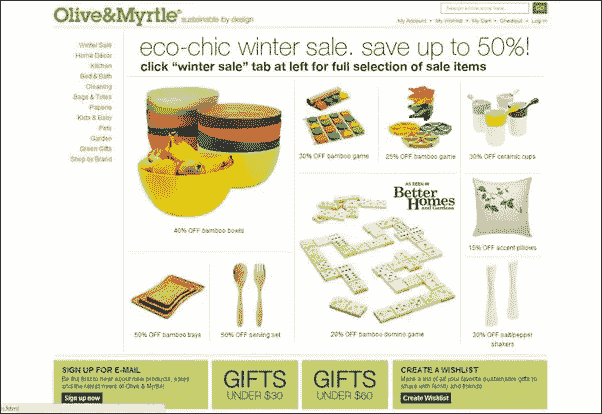 Olive&Myrtle® sustainable by design
My Account My Wishlist My Cart Checkout Log In
Winter Sale
Home Décor
Kitchen
Bed & Bath
Cleaning
Bags & Totes
Paperie
Kids & Baby
Pets
Garden
Green Gifts
Shop by Brand
eco-chic winter sale. save up to 50%!
click "winter sale" tab at left for full selection of sale items
40% OFF bamboo bowls
30% OFF bamboo game
25% OFF bamboo game
30% OFF ceramic cups
AS SEEN IN
Better
Homes
and Gardens
15% OFF accent pillows
50% OFF bamboo trays
50% OFF serving set
20% OFF bamboo domino game
30% OFF salt/pepper
shakers
SIGN UP FOR E-MAIL
Be the first to hear about new products, sales
and the latest news at Olive & Myrtle!
Sign up now
GIFTS
UNDER $30
GIFTS
UNDER $60
CREATE A WISHLIST
Make a list of all your favorite sustainable gifts to
share with family and friends
Create Wishlist